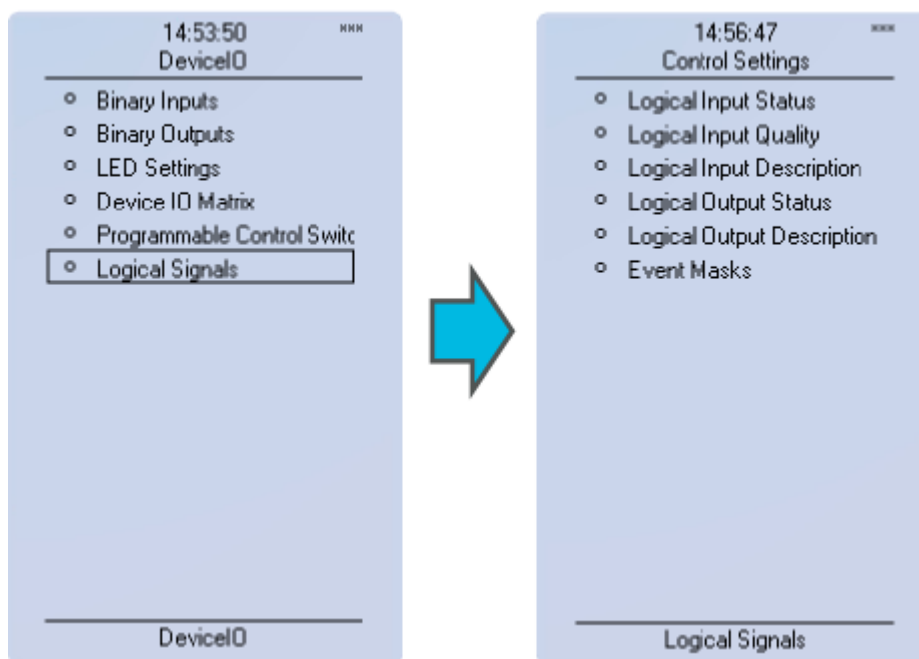 14:53:50
DeviceIO
Binary Inputs
Binary Outputs
LED Settings
Device IO Matrix
Programmable Control Switc
Logical Signals
DeviceIO
14:56:47
Control Settings
Logical Input Status
Logical Input Quality
Logical Input Description
Logical Output Status
Logical Output Description
Event Masks
Logical Signals